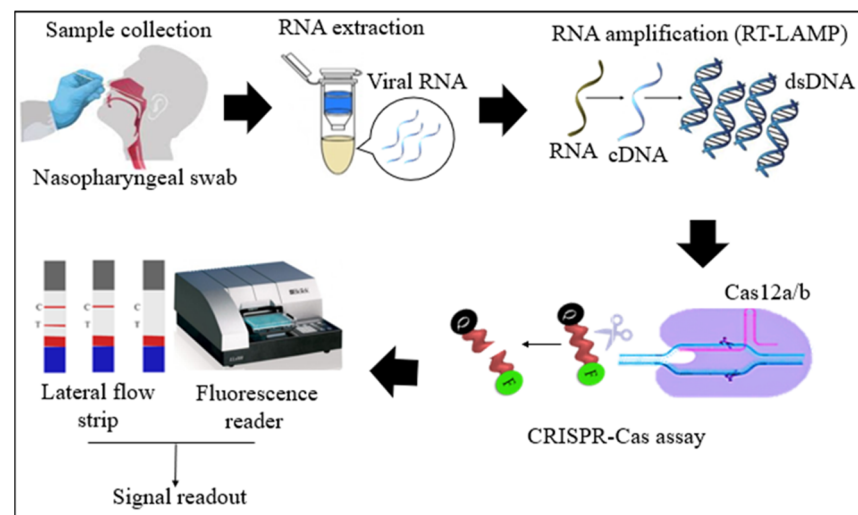 Sample collection
Nasopharyngeal swab
RNA extraction
Viral RNA
RNA amplification (RT-LAMP)
dsDNA
RNA
cDNA
Cas12a/b
Q
F
Q
F
CRISPR-Cas assay
C
T
C
T
C
T
Lateral flow
strip
Fluorescence
reader
Signal readout